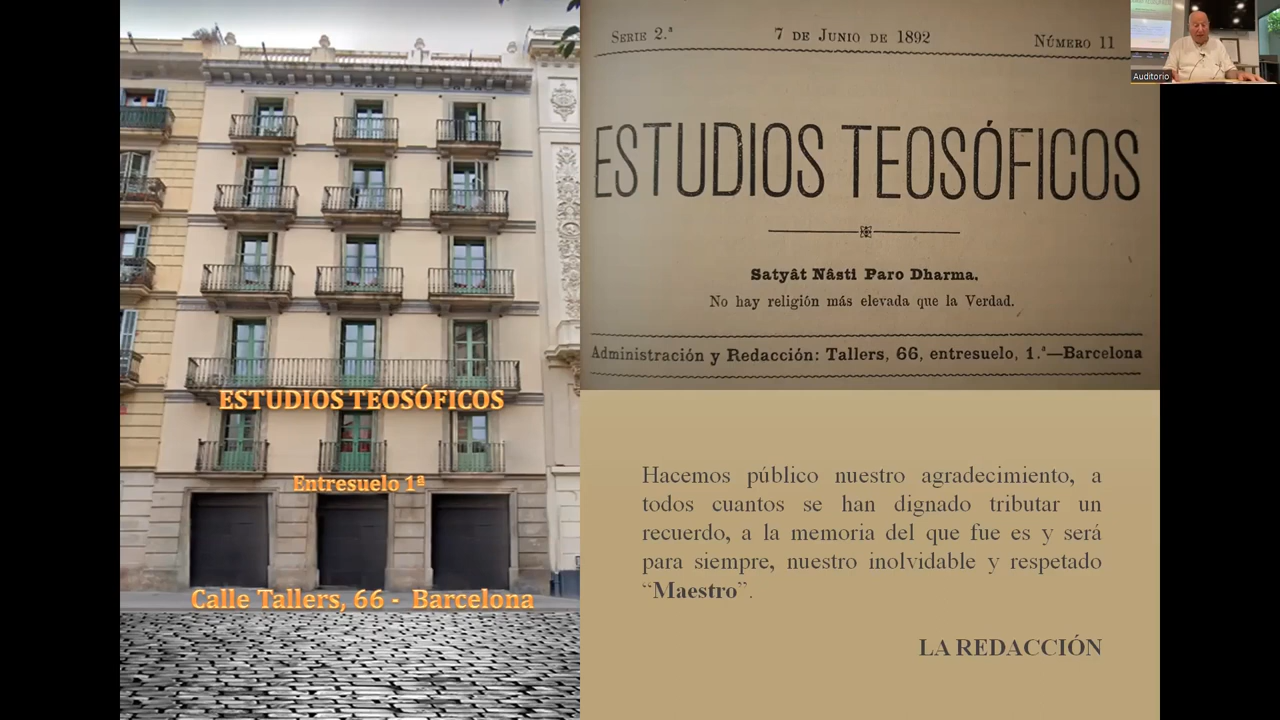 ESTUDIOS TEOSÓFICOS
Entresuelo 1ª
Calle Tallers, 66 - Barcelona
SERIE 2.ª 7 DE JUNIO DE 1892 NÚMERO 11
ESTUDIOS TEOSÓFICOS
Satyât Nâsti Paro Dharma.
No hay religión más elevada que la Verdad.
Administración y Redacción: Tallers, 66, entresuelo, 1.ª—Barcelona
Hacemos público nuestro agradecimiento, a
todos cuantos se han dignado tributar un
recuerdo, a la memoria del que fue es y será
para siempre, nuestro inolvidable y respetado
“Maestro”.
LA REDACCIÓN
Auditorio